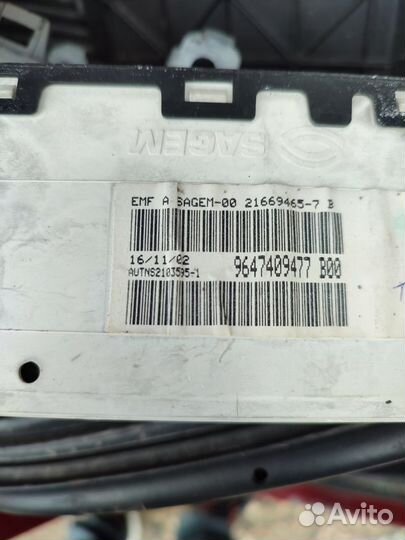 SAGEM
EMF A SAGEM-00 21669465-7 B
16/11/02 9647409477 B00
AUTNS2103595-1
Avito